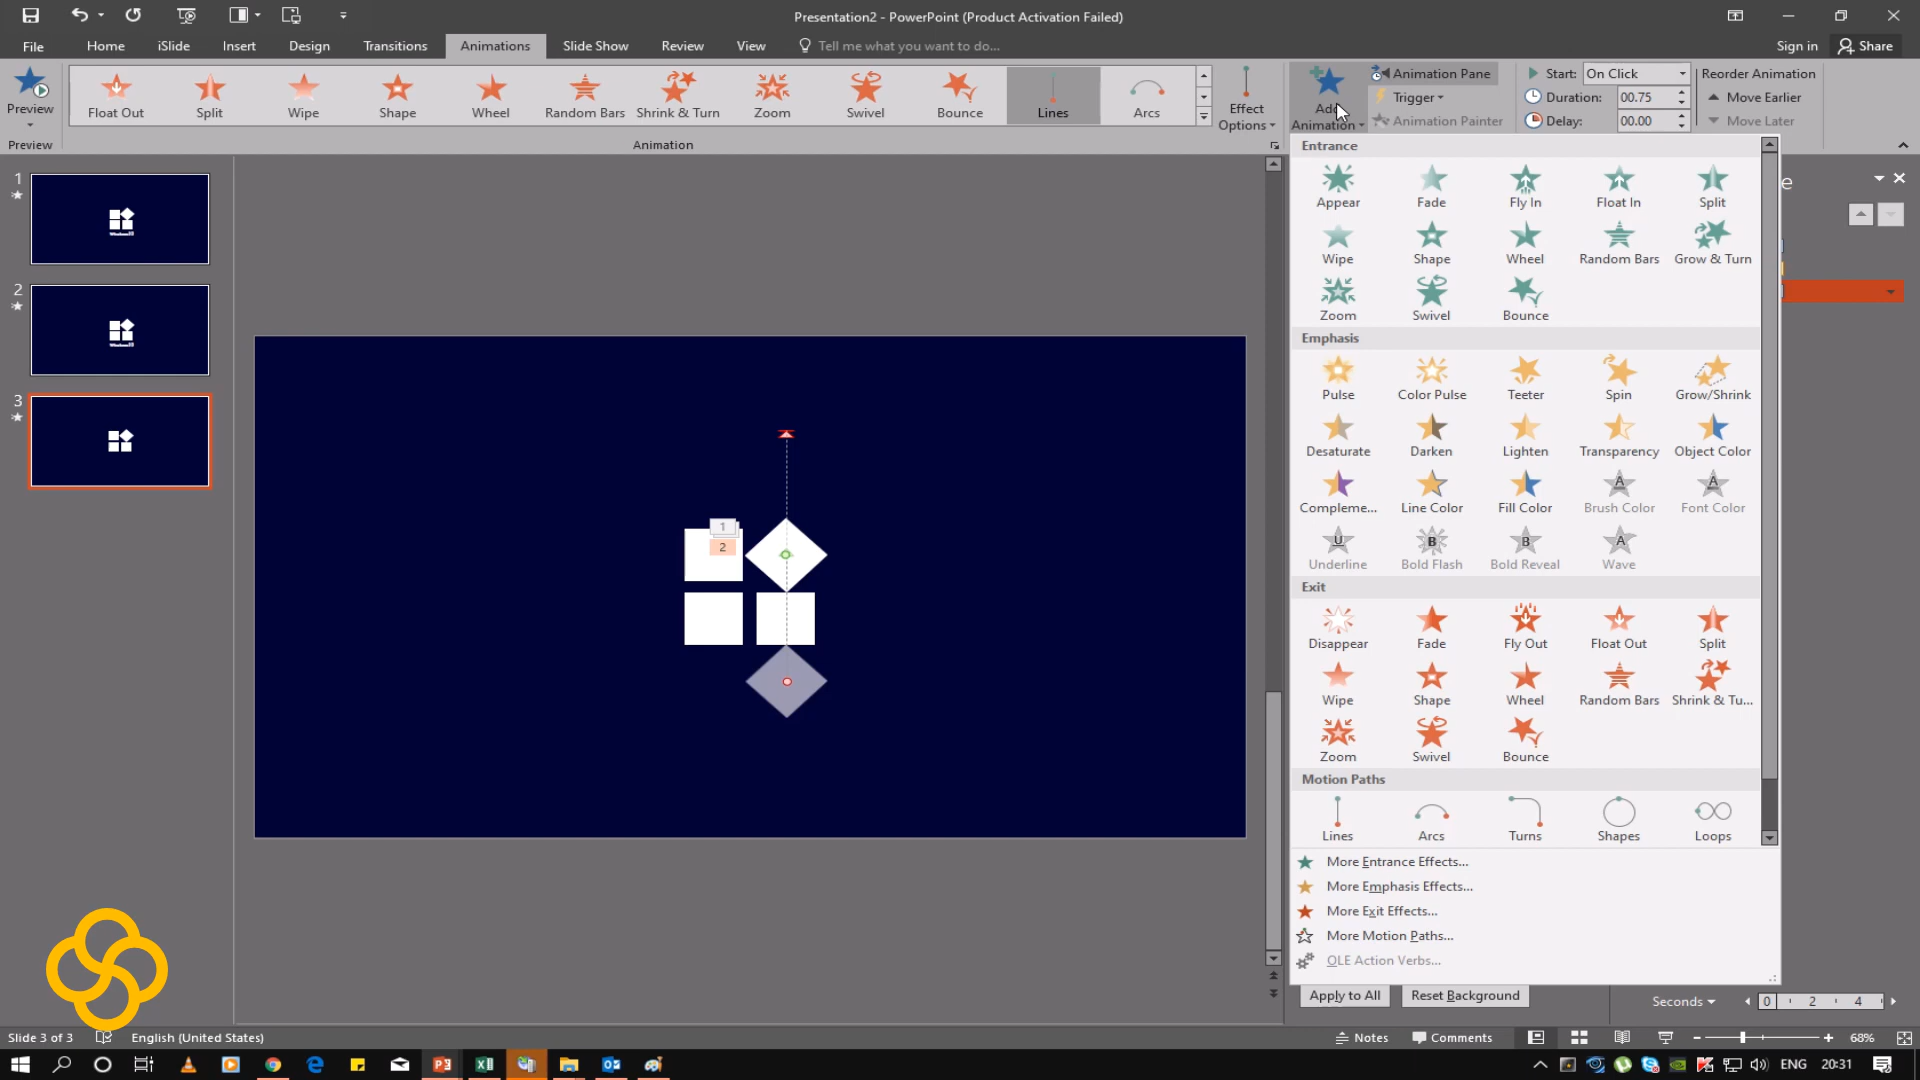 Presentation2 - PowerPoint (Product Activation Failed)
File Home iSlide Insert Design Transitions Animations Slide Show Review View Tell me what you want to do... Sign in Share
Preview
Float Out Split Wipe Shape Wheel Random Bars Shrink & Turn Zoom Swivel Bounce Lines Arcs
Effect
Options
Add
Animation
Animation Pane
Trigger
Animation Painter
Start: On Click
Duration: 00.75
Delay: 00.00
Reorder Animation
Move Earlier
Move Later
Preview
Animation
Entrance
Appear Fade Fly In Float In Split
Wipe Shape Wheel Random Bars Grow & Turn
Zoom Swivel Bounce
Emphasis
Pulse Color Pulse Teeter Spin Grow/Shrink
Desaturate Darken Lighten Transparency Object Color
Compleme... Line Color Fill Color Brush Color Font Color
Underline Bold Flash Bold Reveal Wave
Exit
Disappear Fade Fly Out Float Out Split
Wipe Shape Wheel Random Bars Shrink & Tu...
Zoom Swivel Bounce
Motion Paths
Lines Arcs Turns Shapes Loops
More Entrance Effects...
More Emphasis Effects...
More Exit Effects...
More Motion Paths...
OLE Action Verbs...
Apply to All Reset Background
Seconds 0 2 4
1
2
3
1
2
Slide 3 of 3 English (United States) Notes Comments 68%
ENG 20:31